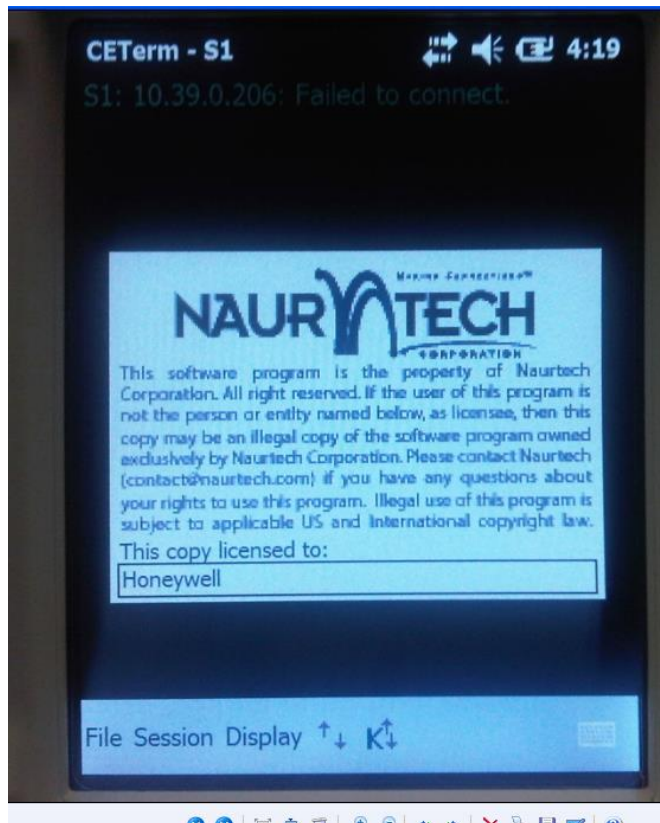 CETerm - S1 4:19
S1: 10.39.0.206: Failed to connect.
NAURTECH
CORPORATION
This software program is the property of Naurtech
Corporation. All right reserved. If the user of this program is
not the person or entity named below, as licensee, then this
copy may be an illegal copy of the software program owned
exclusively by Naurtech Corporation. Please contact Naurtech
(contact@naurtech.com) if you have any questions about
your rights to use this program. Illegal use of this program is
subject to applicable US and International copyright law.
This copy licensed to:
Honeywell
File Session Display K